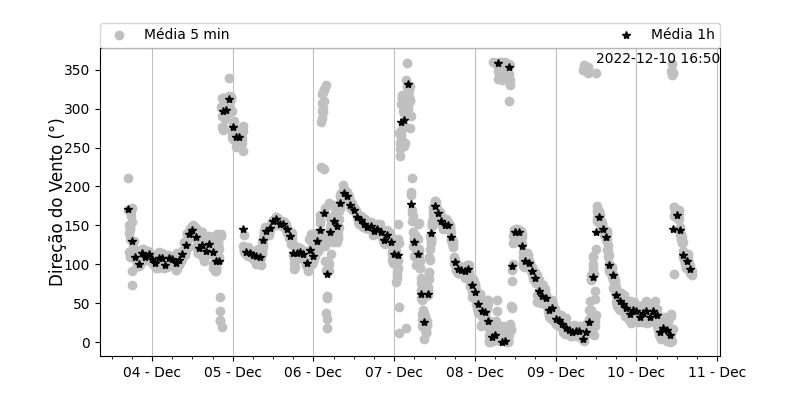 Média 5 min
Média 1h
2022-12-10 16:50
Direção do Vento (°)
350
300
250
200
150
100
50
0
04 - Dec
05 - Dec
06 - Dec
07 - Dec
08 - Dec
09 - Dec
10 - Dec
11 - Dec